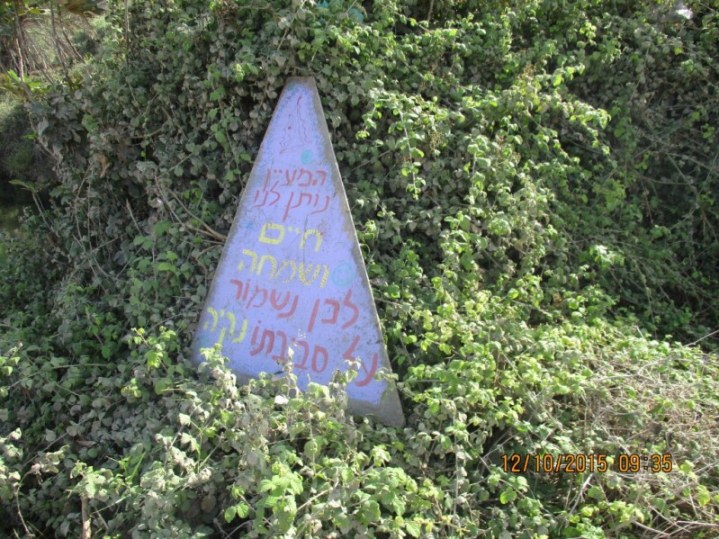 המעיין
נותן לנו
חיים
ושמחה
לכן נשמור
על סביבתו נקיה
12/10/2015 09:35